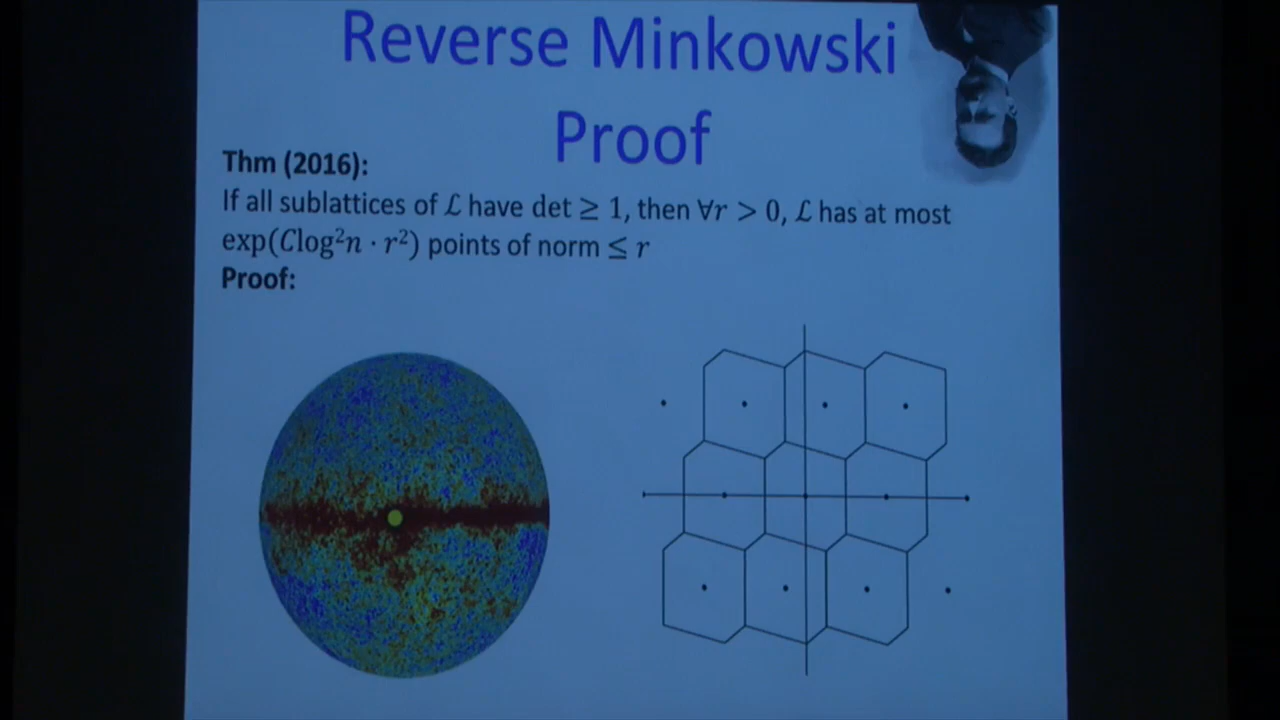 Reverse Minkowski
Proof
Thm (2016):
If all sublattices of ℒ have det ≥ 1, then ∀r > 0, ℒ has at most
exp(Clog²n · r²) points of norm ≤ r
Proof: